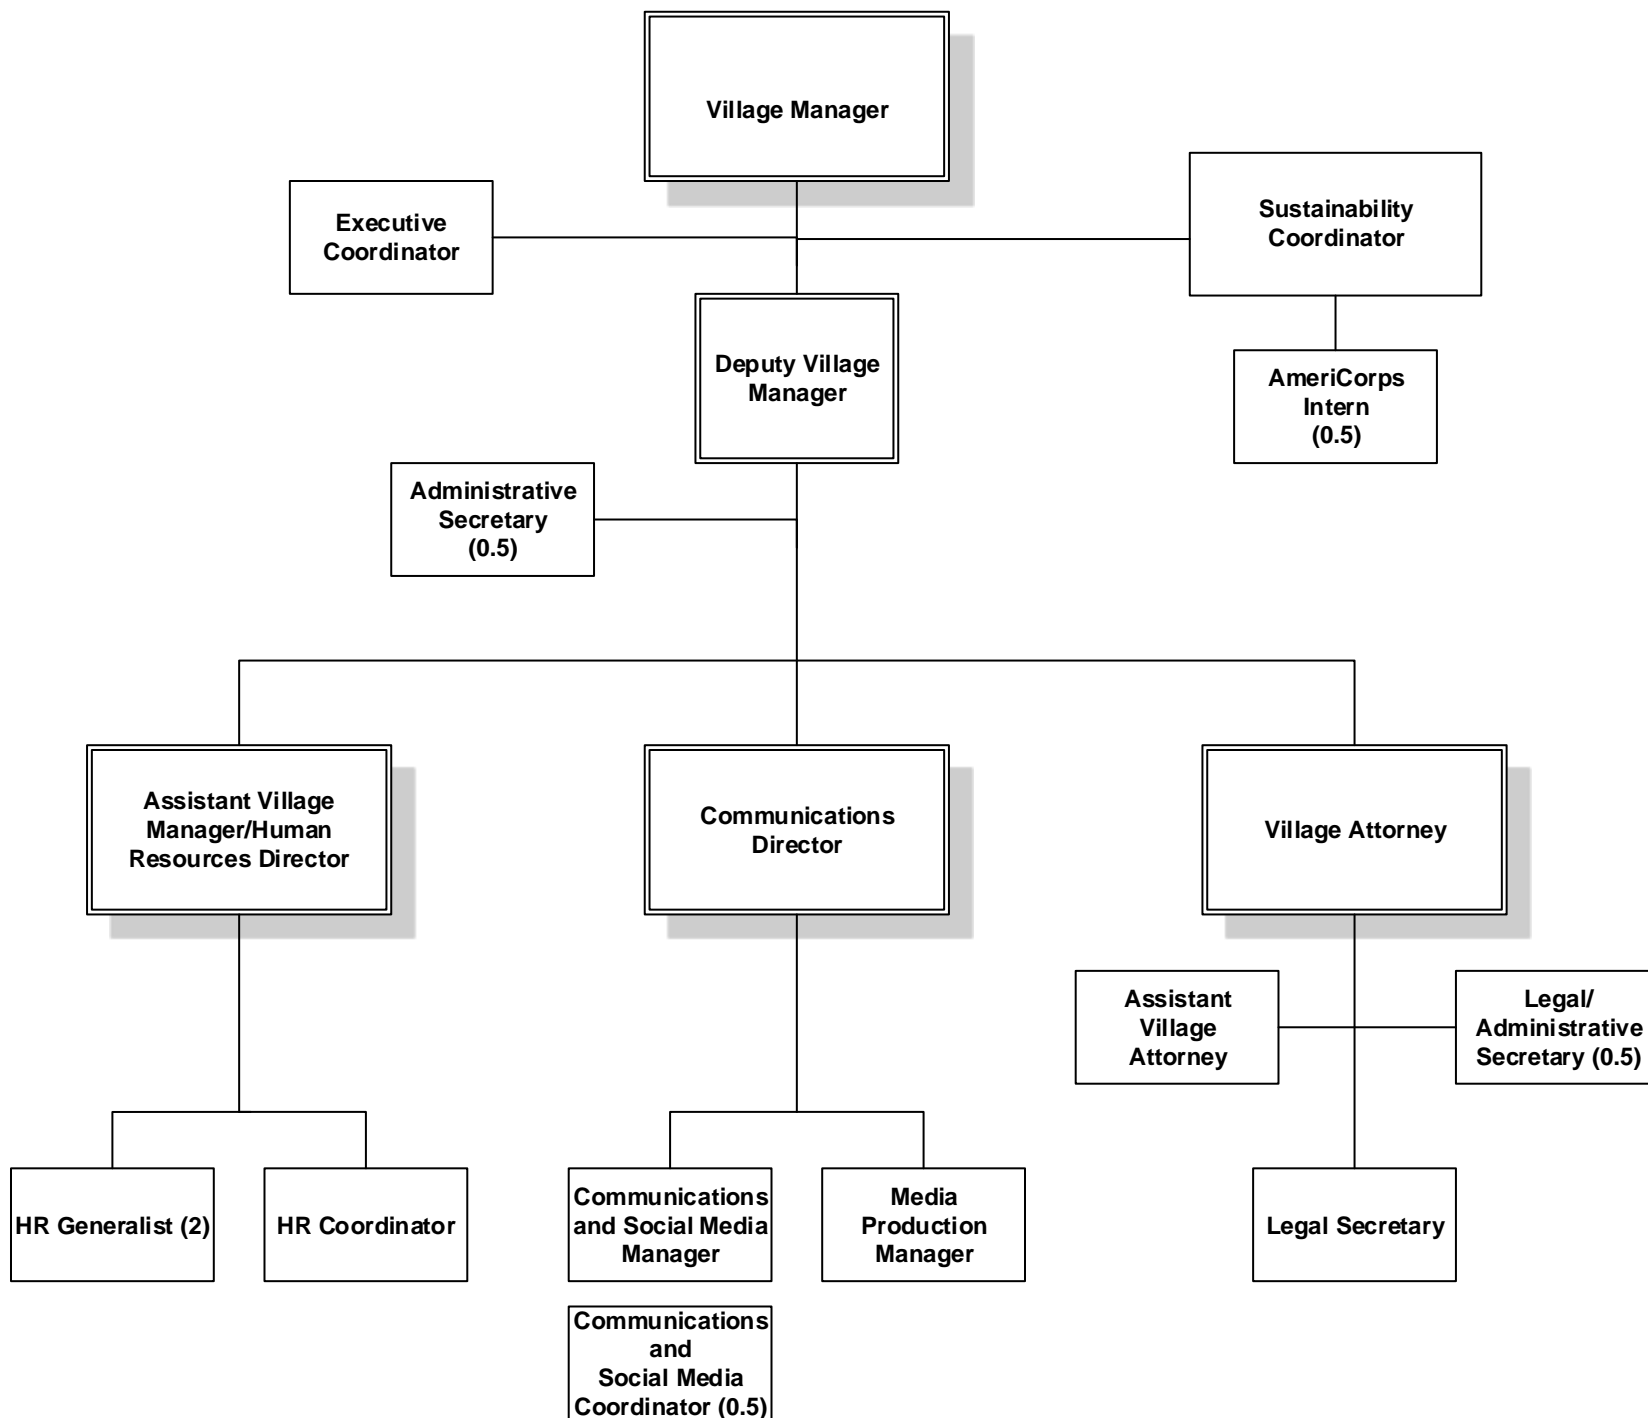 Village Manager
Executive
Coordinator
Sustainability
Coordinator
Deputy Village
Manager
AmeriCorps
Intern
(0.5)
Administrative
Secretary
(0.5)
Assistant Village
Manager/Human
Resources Director
Communications
Director
Village Attorney
Assistant
Village
Attorney
Legal/
Administrative
Secretary (0.5)
HR Generalist (2)
HR Coordinator
Communications
and Social Media
Manager
Media
Production
Manager
Legal Secretary
Communications
and
Social Media
Coordinator (0.5)